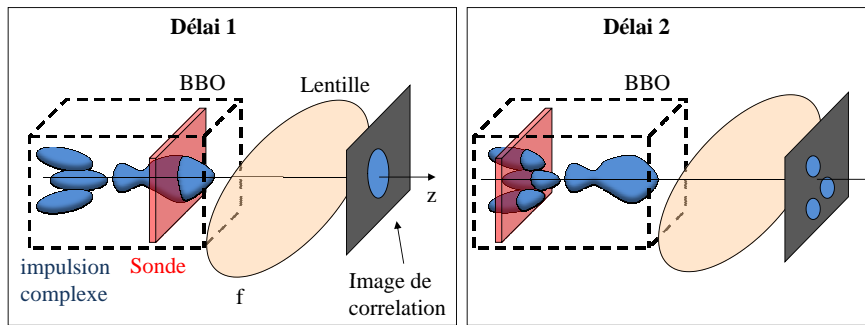 Délai 1
BBO
Lentille
z
impulsion
complexe
Sonde
f
Image de
correlation
Délai 2
BBO